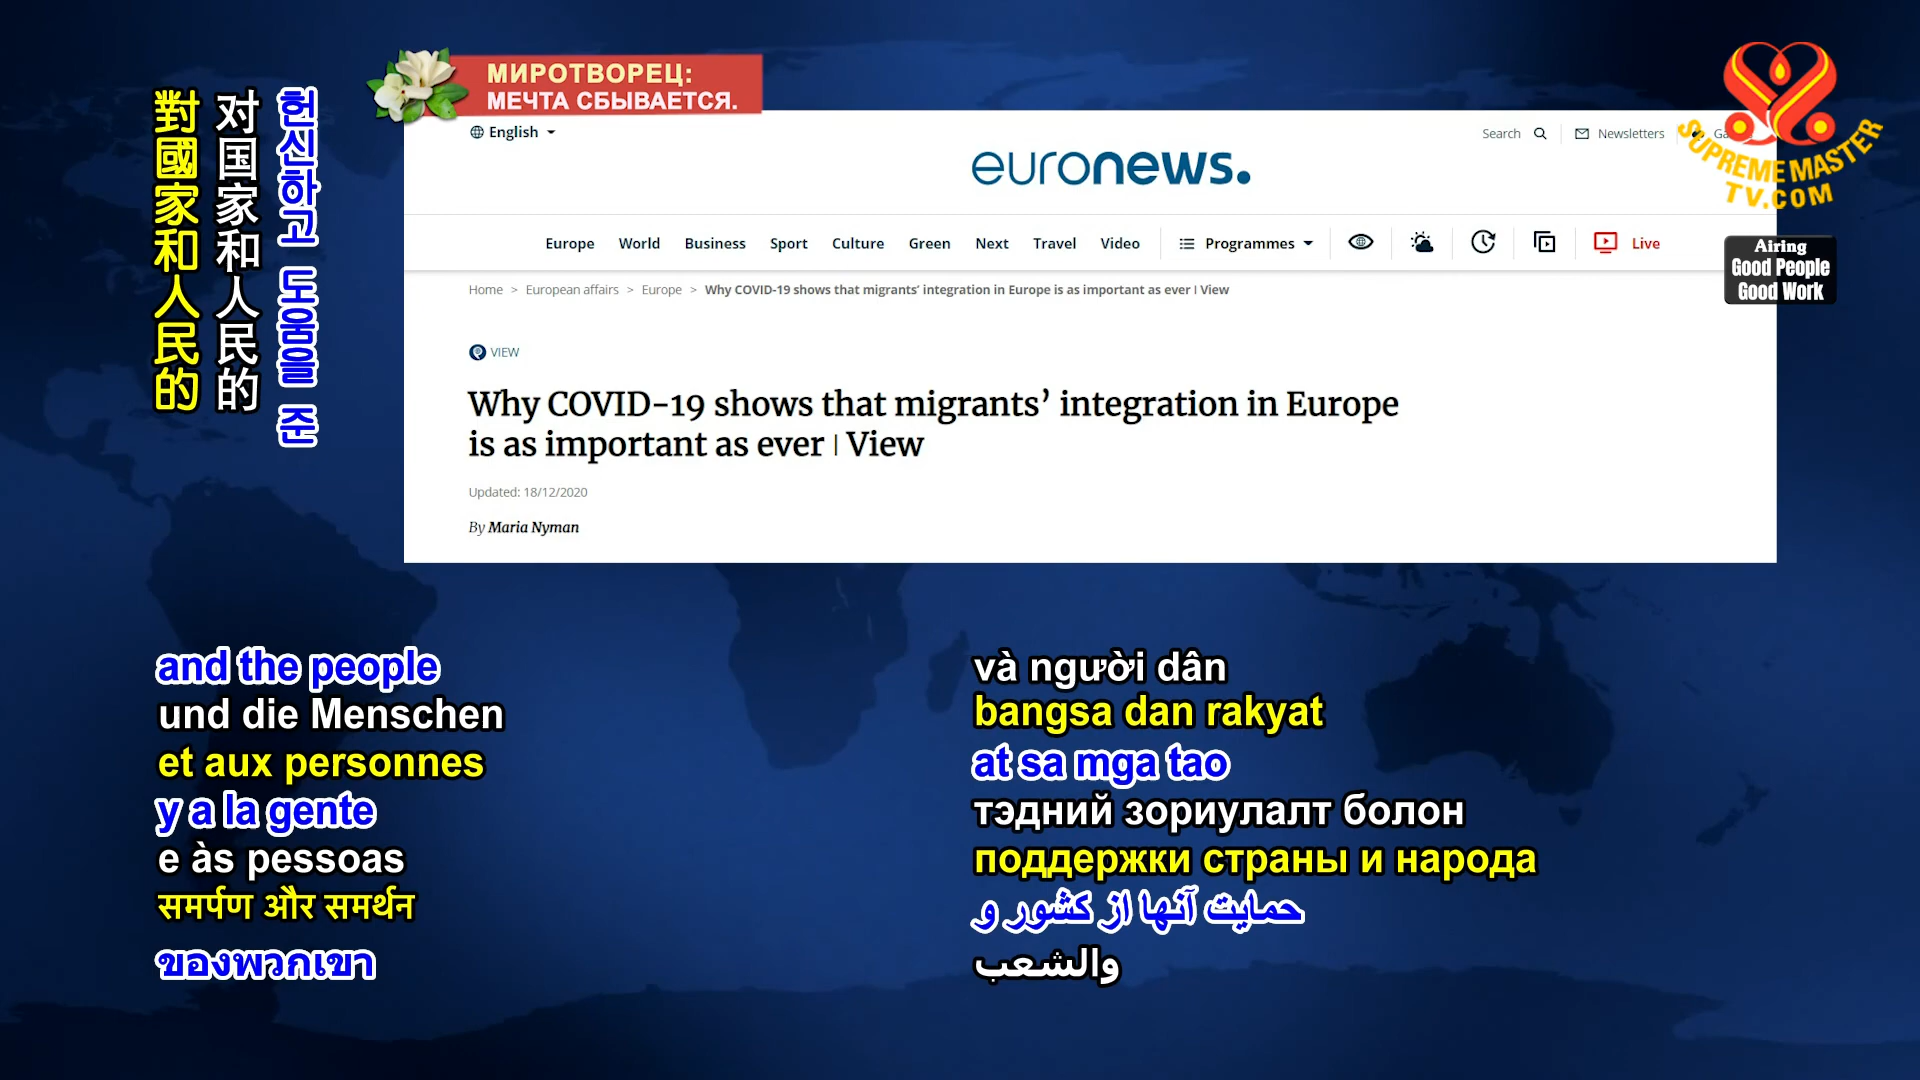 對國家和人民的
对国家和人民的
헌신하고 도움을 준
МИРОТВОРЕЦ:
МЕЧТА СБЫВАЕТСЯ.
English
Search
Newsletters
euronews.
SUPREME MASTER
TV.COM
Airing
Good People
Good Work
Europe World Business Sport Culture Green Next Travel Video Programmes Live
Home > European affairs > Europe > Why COVID-19 shows that migrants’ integration in Europe is as important as ever | View
VIEW
Why COVID-19 shows that migrants’ integration in Europe
is as important as ever | View
Updated: 18/12/2020
By Maria Nyman
and the people
und die Menschen
et aux personnes
y a la gente
e às pessoas
समर्पण और समर्थन
ของพวกเขา
và người dân
bangsa dan rakyat
at sa mga tao
тэдний зориулалт болон
поддержки страны и народа
حمایت آنها از کشور و
والشعب